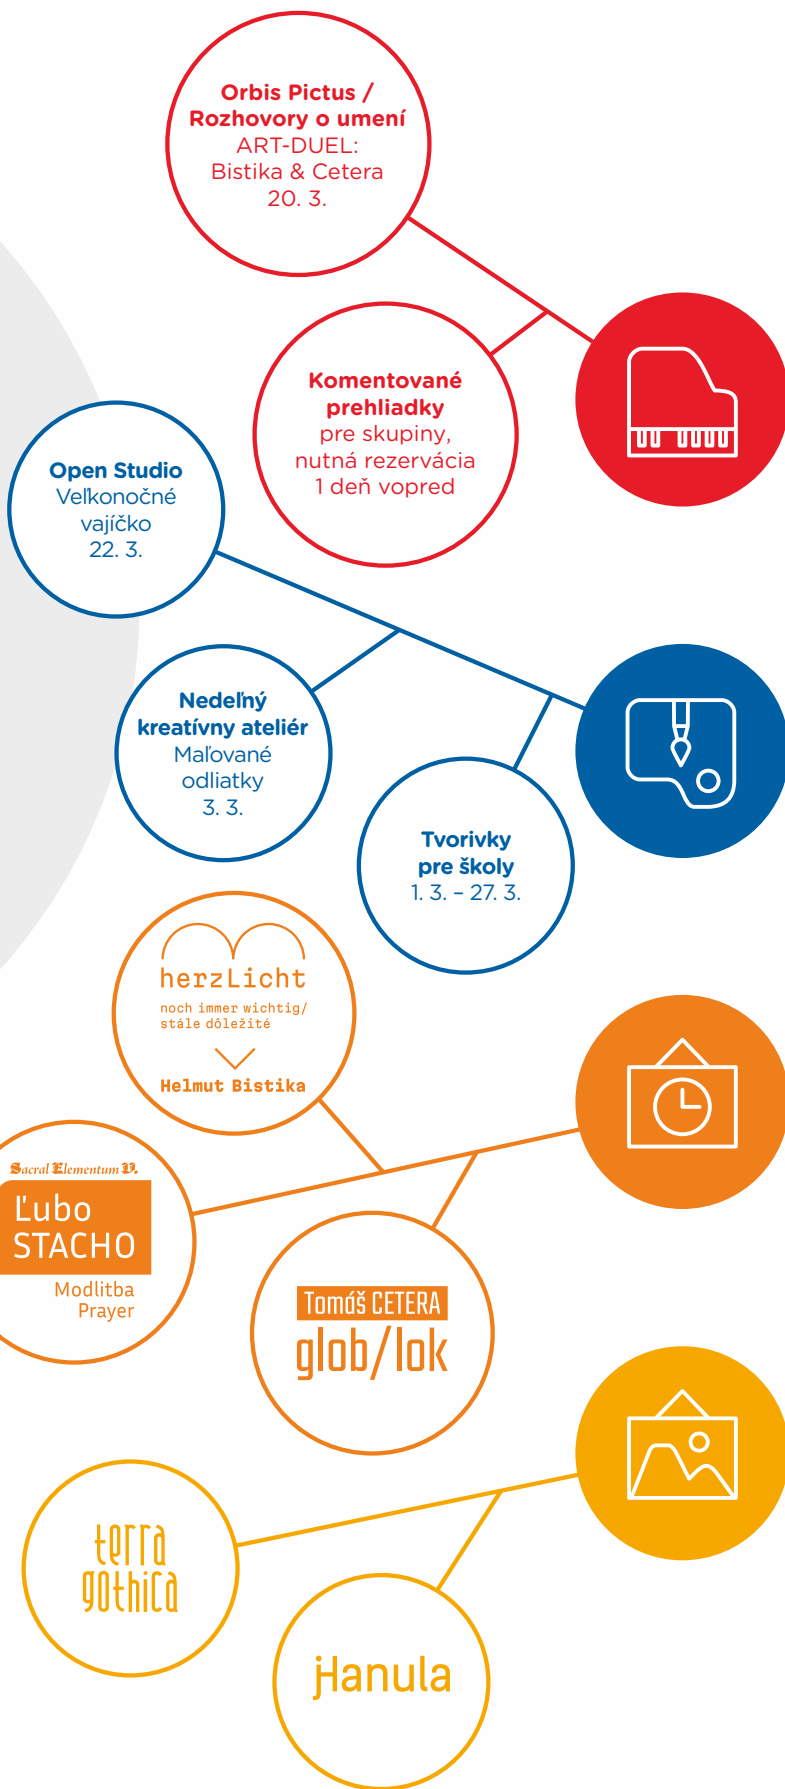 Orbis Pictus /
Rozhovory o umení
ART-DUEL:
Bistika & Cetera
20. 3.
Komentované
prehliadky
pre skupiny,
nutná rezervácia
1 deň vopred
Open Studio
Veľkonočné
vajíčko
22. 3.
Nedeľný
kreatívny ateliér
Maľované
odliatky
3. 3.
Tvorivky
pre školy
1. 3. – 27. 3.
herzLicht
noch immer wichtig/
stále dôležité
Helmut Bistika
Sacral Elementum VI.
Ľubo
STACHO
Modlitba
Prayer
Tomáš CETERA
glob/lok
terra
gothica
jHanula